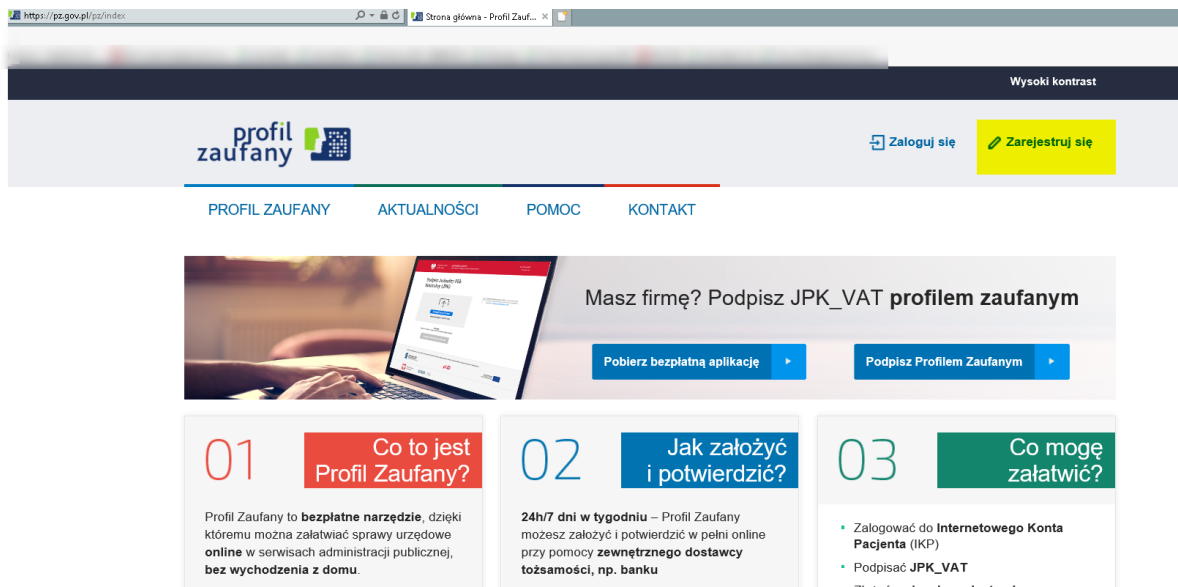 https://pz.gov.pl/pz/index
Strona główna - Profil Zauf...
Wysoki kontrast
profil
zaufany
Zaloguj się
Zarejestruj się
PROFIL ZAUFANY AKTUALNOŚCI POMOC KONTAKT
Masz firmę? Podpisz JPK_VAT profilem zaufanym
Pobierz bezpłatną aplikację
Podpisz Profilem Zaufanym
01
Co to jest
Profil Zaufany?
Profil Zaufany to bezpłatne narzędzie, dzięki
któremu można załatwiać sprawy urzędowe
online w serwisach administracji publicznej,
bez wychodzenia z domu.
02
Jak założyć
i potwierdzić?
24h/7 dni w tygodniu – Profil Zaufany
możesz założyć i potwierdzić w pełni online
przy pomocy zewnętrznego dostawcy
tożsamości, np. banku
03
Co mogę
załatwić?
Zalogować do Internetowego Konta
Pacjenta (IKP)
Podpisać JPK_VAT